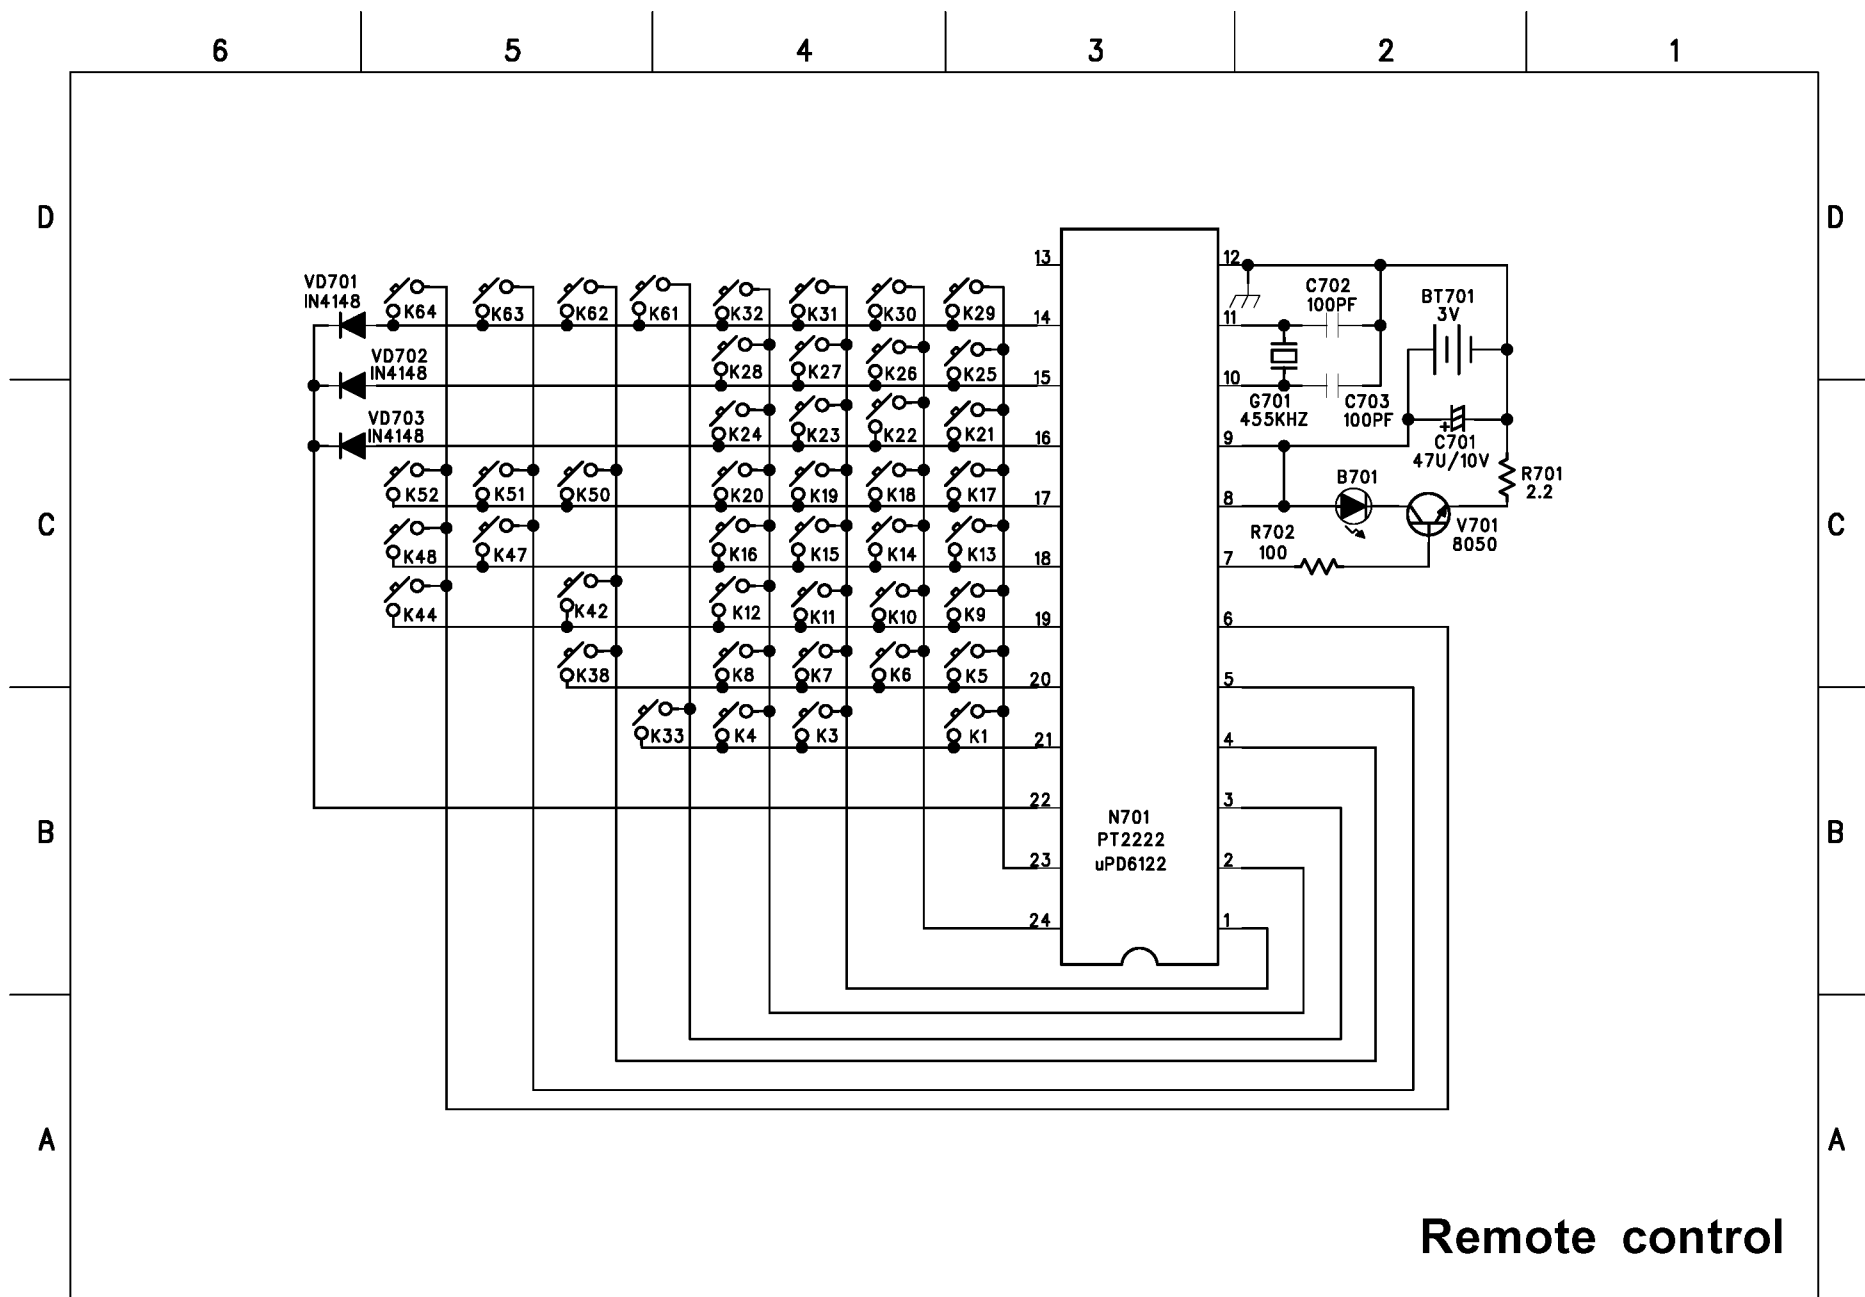 6 5 4 3 2 1
D D
13 12
VD701
IN4148
K64 K63 K62 K61 K32 K31 K30 K29
C702
100PF
BT701
3V
14 11
VD702
IN4148
K28 K27 K26 K25
15 10
G701
455KHZ
C703
100PF
VD703
IN4148
K24 K23 K22 K21
16 9
+
C701
47U/10V
K52 K51 K50 K20 K19 K18 K17
17 8
B701
R701
2.2
C C
V701
8050
R702
100
K48 K47 K16 K15 K14 K13
18 7
K44 K42 K12 K11 K10 K9
19 6
K38 K8 K7 K6 K5
20 5
K33 K4 K3 K1
21 4
22 3
B B
N701
PT2222
uPD6122
23 2
24 1
A A
Remote control